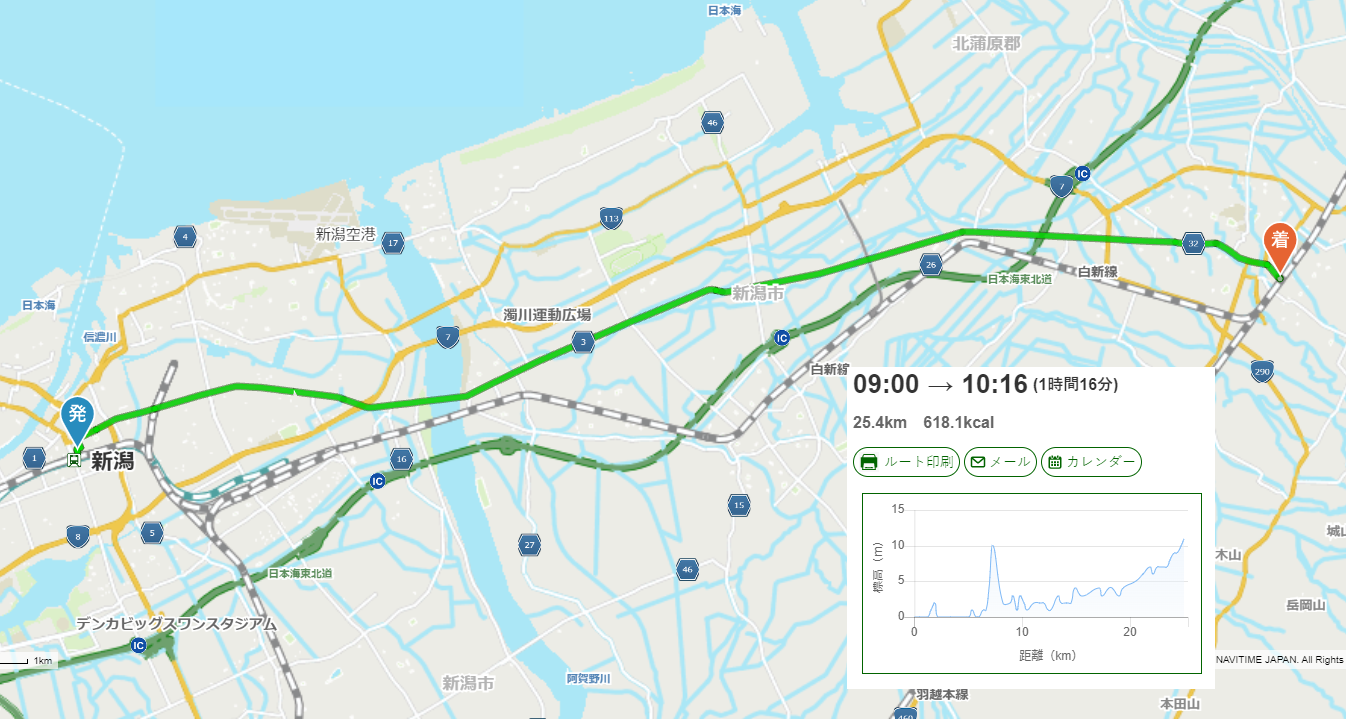 日本海
北蒲原郡
46
7
IC
113
4
新潟空港
17
32
着
26
白新線
日本海東北道
日本海
新潟市
濁川運動広場
信濃川
7
3
IC
白新線
290
発
09:00 → 10:16 (1時間16分)
25.4km 618.1kcal
1
新潟
16
IC
ルート印刷
メール
カレンダー
15
10
5
0
標高（m）
0
10
20
距離（km）
15
8
5
27
46
城山
木山
日本海東北道
岳岡山
デンカビッグスワンスタジアム
IC
1km
NAVITIME JAPAN. All Rights
新潟市
阿賀野川
羽越本線
本田山
460